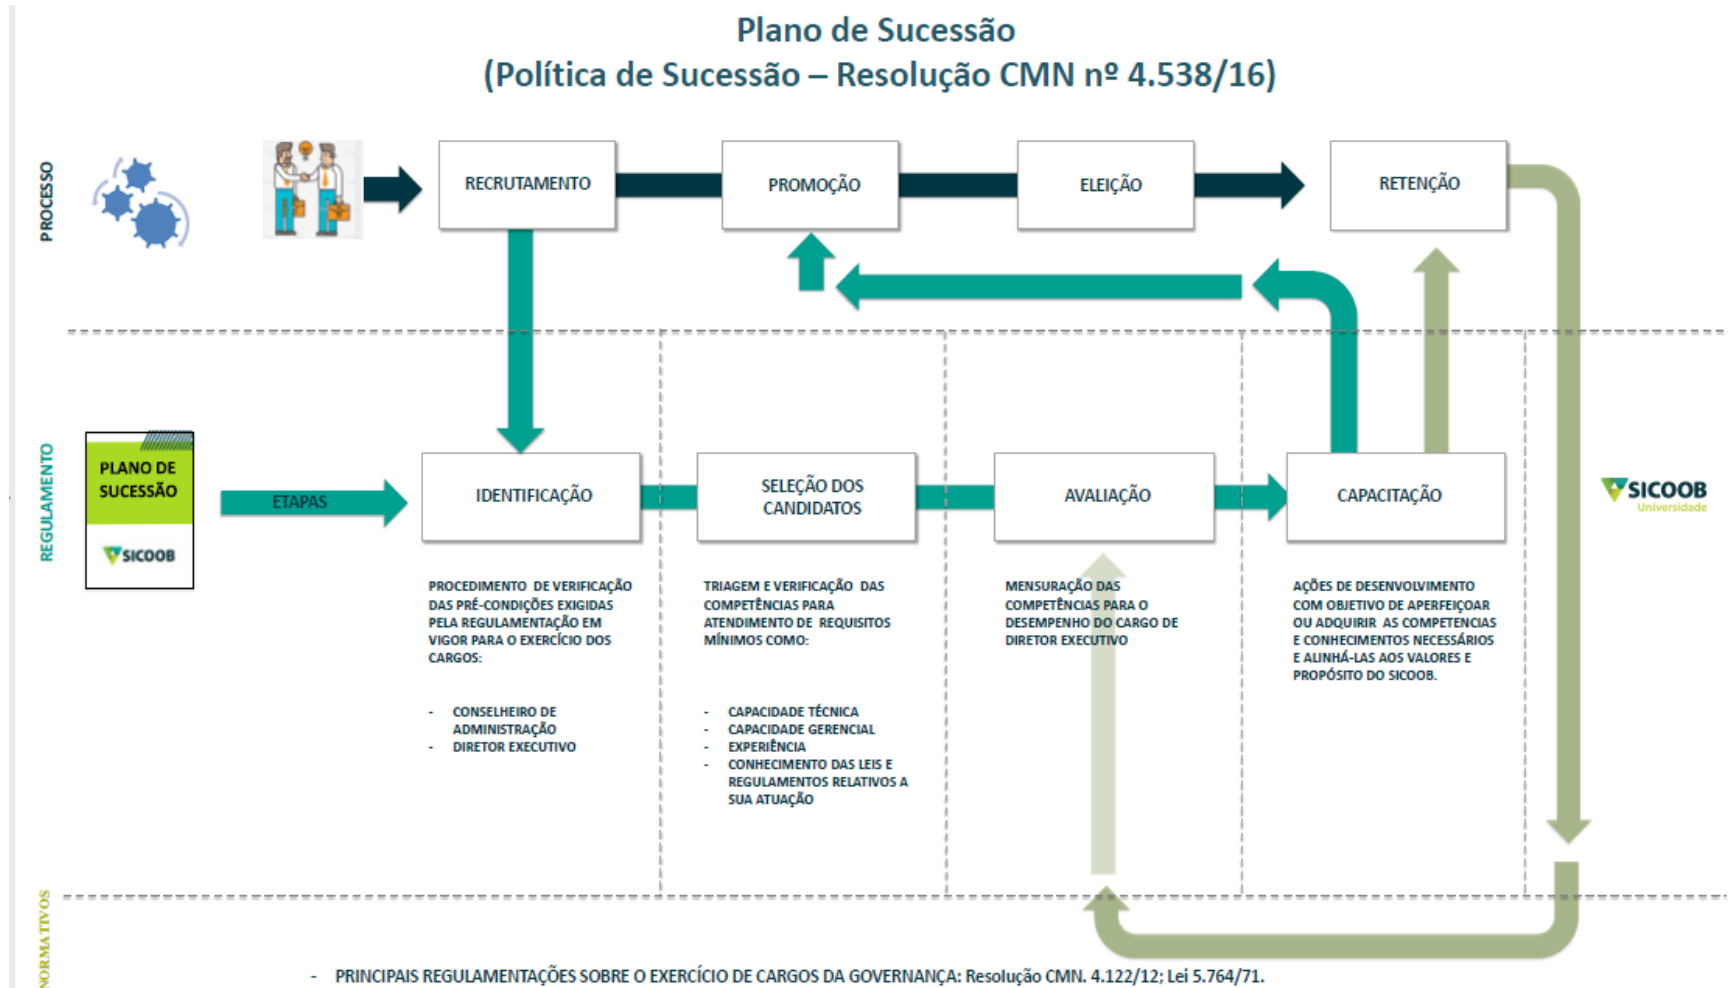 Plano de Sucessão
(Política de Sucessão – Resolução CMN nº 4.538/16)
PROCESSO
RECRUTAMENTO
PROMOÇÃO
ELEIÇÃO
RETENÇÃO
REGULAMENTO
PLANO DE
SUCESSÃO
SICOOB
ETAPAS
IDENTIFICAÇÃO
SELEÇÃO DOS
CANDIDATOS
AVALIAÇÃO
CAPACITAÇÃO
SICOOB
Universidade
PROCEDIMENTO DE VERIFICAÇÃO
DAS PRÉ-CONDIÇÕES EXIGIDAS
PELA REGULAMENTAÇÃO EM
VIGOR PARA O EXERCÍCIO DOS
CARGOS:
- CONSELHEIRO DE
ADMINISTRAÇÃO
- DIRETOR EXECUTIVO
TRIAGEM E VERIFICAÇÃO DAS
COMPETÊNCIAS PARA
ATENDIMENTO DE REQUISITOS
MÍNIMOS COMO:
- CAPACIDADE TÉCNICA
- CAPACIDADE GERENCIAL
- EXPERIÊNCIA
- CONHECIMENTO DAS LEIS E
REGULAMENTOS RELATIVOS A
SUA ATUAÇÃO
MENSURAÇÃO DAS
COMPETÊNCIAS PARA O
DESEMPENHO DO CARGO DE
DIRETOR EXECUTIVO
AÇÕES DE DESENVOLVIMENTO
COM OBJETIVO DE APERFEIÇOAR
OU ADQUIRIR AS COMPETENCIAS
E CONHECIMENTOS NECESSÁRIOS
E ALINHÁ-LAS AOS VALORES E
PROPÓSITO DO SICOOB.
NORMATIVOS
- PRINCIPAIS REGULAMENTAÇÕES SOBRE O EXERCÍCIO DE CARGOS DA GOVERNANÇA: Resolução CMN. 4.122/12; Lei 5.764/71.